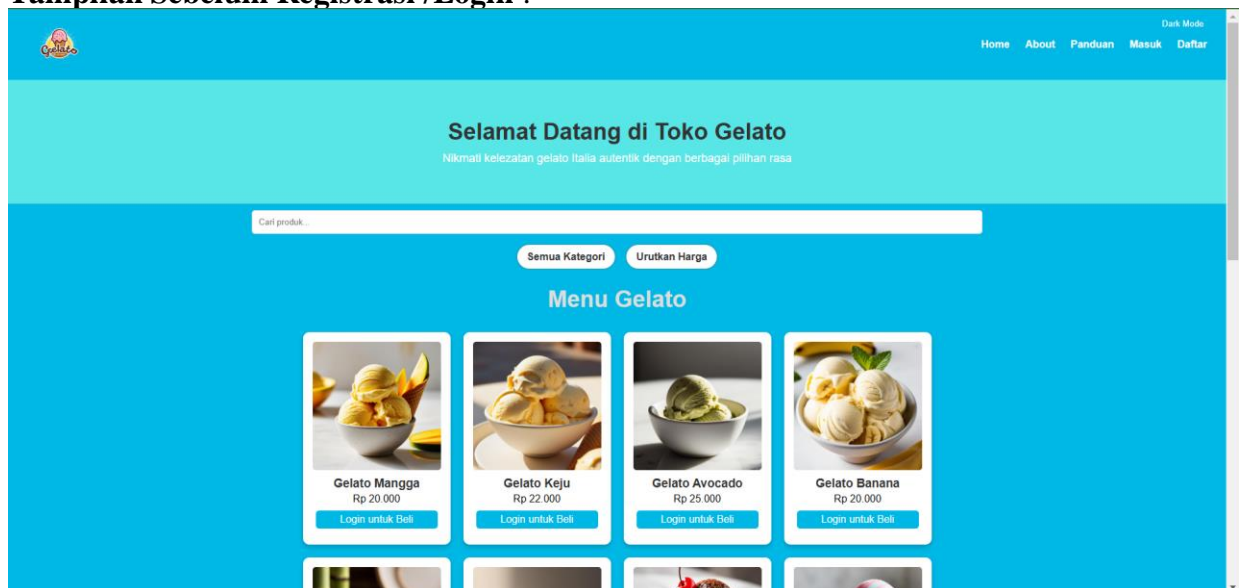 Tampilan Sebelum Registrasi /Login :
Dark Mode
Gelato
Home About Panduan Masuk Daftar
Selamat Datang di Toko Gelato
Nikmati kelezatan gelato Italia autentik dengan berbagai pilihan rasa
Cari produk...
Semua Kategori Urutkan Harga
Menu Gelato
Gelato Mangga Gelato Keju Gelato Avocado Gelato Banana
Rp 20.000 Rp 22.000 Rp 25.000 Rp 20.000
Login untuk Beli Login untuk Beli Login untuk Beli Login untuk Beli